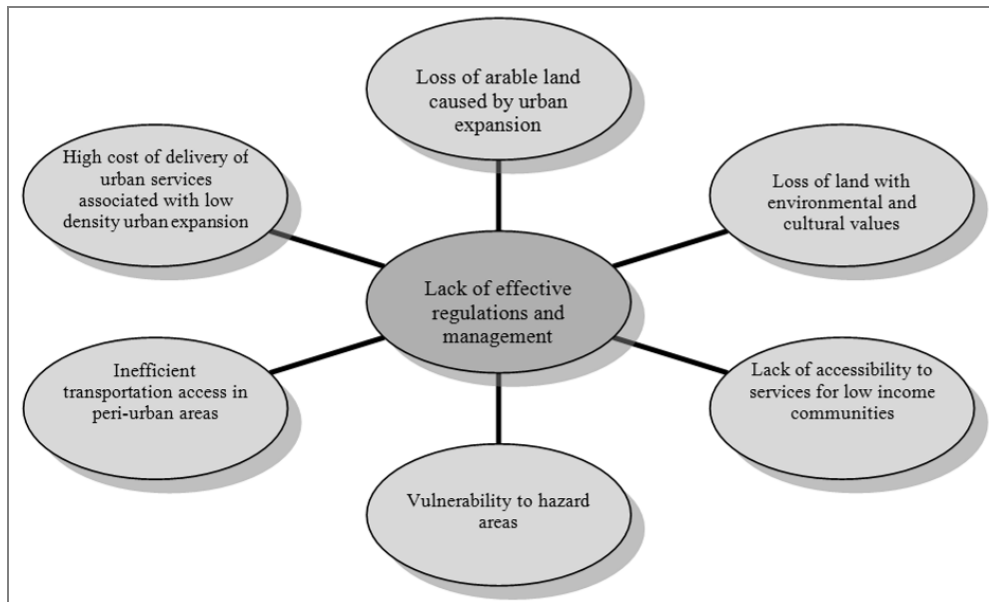 Loss of arable land
caused by urban
expansion
High cost of delivery of
urban services
associated with low
density urban expansion
Loss of land with
environmental and
cultural values
Lack of effective
regulations and
management
Inefficient
transportation access in
peri-urban areas
Lack of accessibility to
services for low income
communities
Vulnerability to hazard
areas